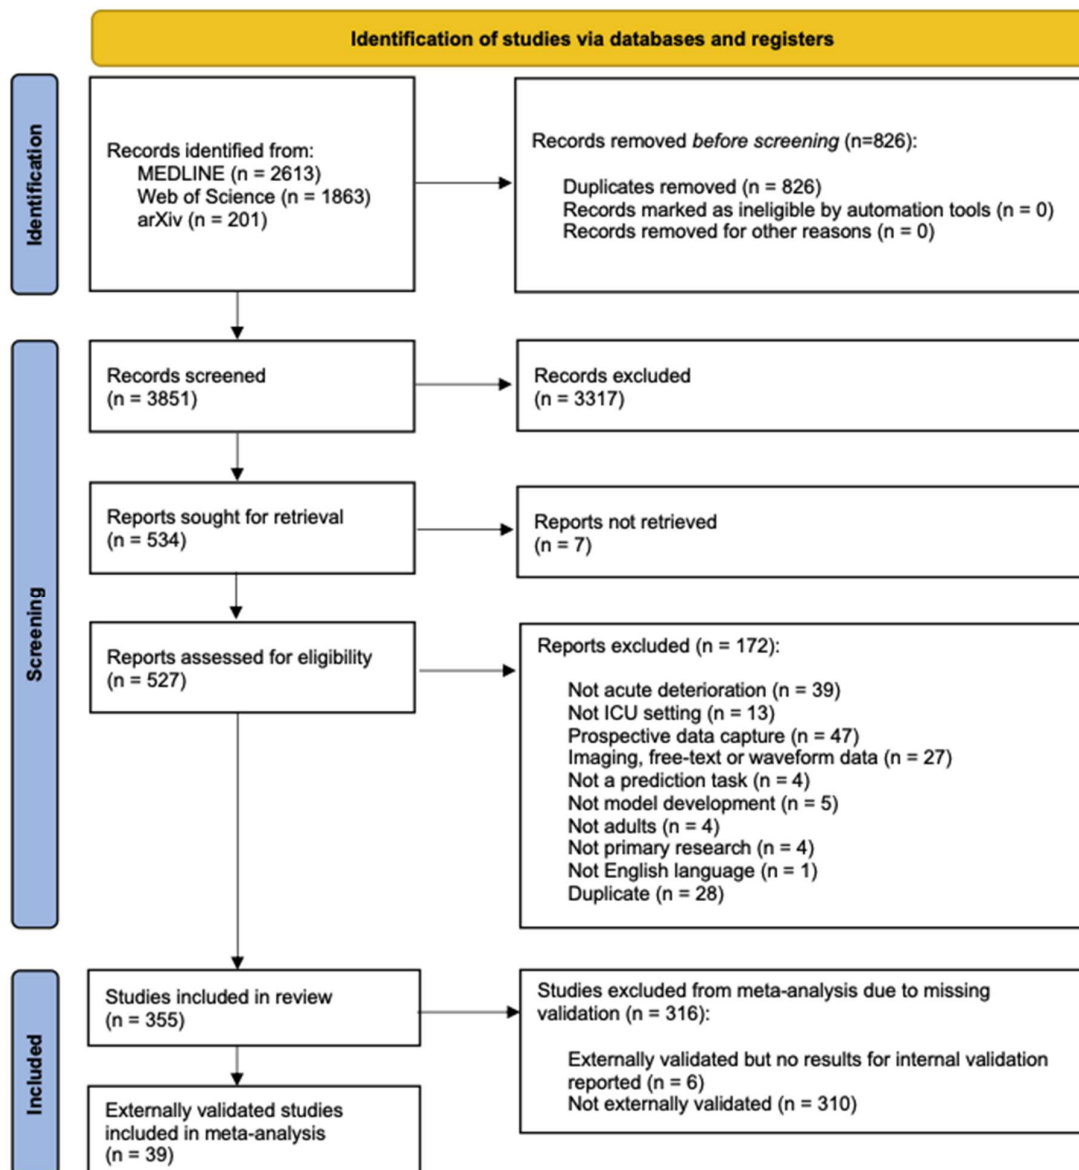 Identification of studies via databases and registers
Identification
Records identified from:
MEDLINE (n = 2613)
Web of Science (n = 1863)
arXiv (n = 201)
Records removed before screening (n=826):
Duplicates removed (n = 826)
Records marked as ineligible by automation tools (n = 0)
Records removed for other reasons (n = 0)
Screening
Records screened
(n = 3851)
Records excluded
(n = 3317)
Reports sought for retrieval
(n = 534)
Reports not retrieved
(n = 7)
Reports assessed for eligibility
(n = 527)
Reports excluded (n = 172):
Not acute deterioration (n = 39)
Not ICU setting (n = 13)
Prospective data capture (n = 47)
Imaging, free-text or waveform data (n = 27)
Not a prediction task (n = 4)
Not model development (n = 5)
Not adults (n = 4)
Not primary research (n = 4)
Not English language (n = 1)
Duplicate (n = 28)
Included
Studies included in review
(n = 355)
Studies excluded from meta-analysis due to missing
validation (n = 316):
Externally validated but no results for internal validation
reported (n = 6)
Not externally validated (n = 310)
Externally validated studies
included in meta-analysis
(n = 39)